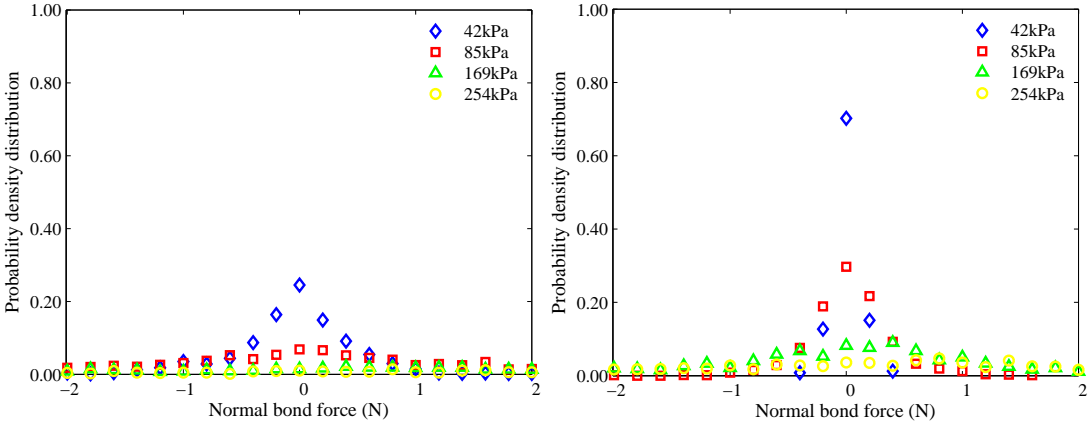 1.00
0.80
0.60
0.40
0.20
0.00
Probability density distribution
−2
−1
0
1
2
Normal bond force (N)
42kPa
85kPa
169kPa
254kPa
1.00
0.80
0.60
0.40
0.20
0.00
Probability density distribution
−2
−1
0
1
2
Normal bond force (N)
42kPa
85kPa
169kPa
254kPa